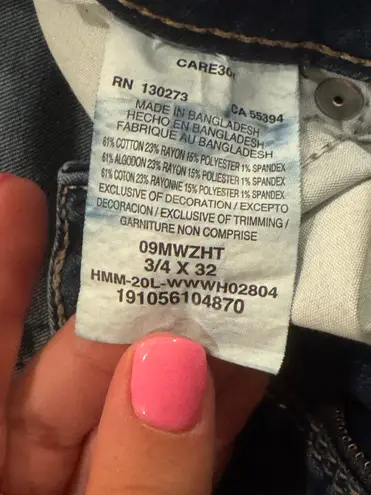 CARE30
RN 130273 CA 55394
MADE IN BANGLADESH
HECHO EN BANGLADESH
FABRIQUE AU BANGLADESH
61% COTTON 23% RAYON 15% POLYESTER 1% SPANDEX
61% ALGODON 23% RAYON 15% POLIESTER 1% SPANDEX
61% COTON 23% RAYONNE 15% POLYESTER 1% SPANDEX
EXCLUSIVE OF DECORATION / EXCEPTO
DECORACION / EXCLUSIVE OF TRIMMING /
GARNITURE NON COMPRISE
09MWZHT
3/4 X 32
HMM-20L-WWWH02804
191056104870